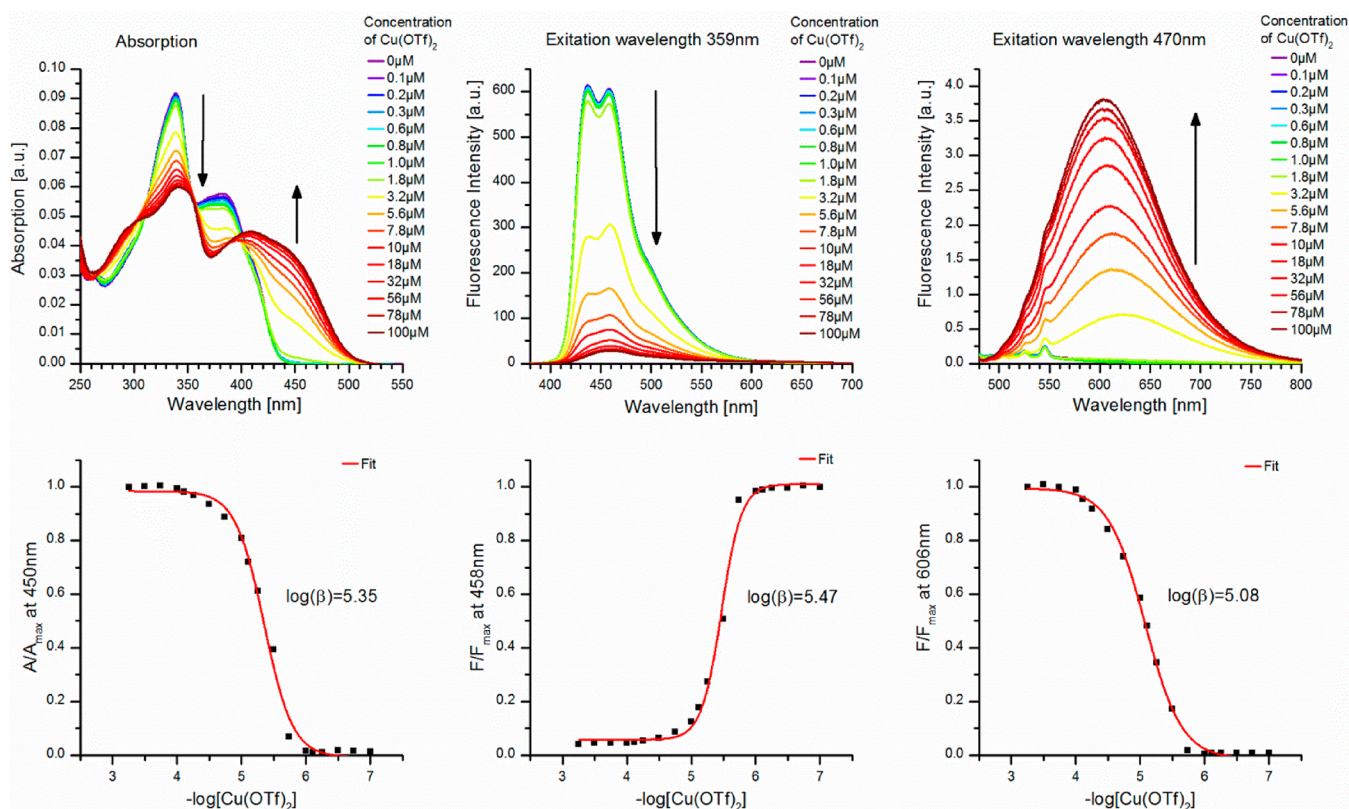 Absorption
Concentration
of Cu(OTf)2
0µM
0.1µM
0.2µM
0.3µM
0.6µM
0.8µM
1.0µM
1.8µM
3.2µM
5.6µM
7.8µM
10µM
18µM
32µM
56µM
78µM
100µM
Absorption [a.u.]
0.10
0.09
0.08
0.07
0.06
0.05
0.04
0.03
0.02
0.01
0.00
250 300 350 400 450 500 550
Wavelength [nm]
Exitation wavelength 359nm
Concentration
of Cu(OTf)2
0µM
0.1µM
0.2µM
0.3µM
0.6µM
0.8µM
1.0µM
1.8µM
3.2µM
5.6µM
7.8µM
10µM
18µM
32µM
56µM
78µM
100µM
Fluorescence Intensity [a.u.]
600
500
400
300
200
100
0
400 450 500 550 600 650 700
Wavelength [nm]
Exitation wavelength 470nm
Concentration
of Cu(OTf)2
0µM
0.1µM
0.2µM
0.3µM
0.6µM
0.8µM
1.0µM
1.8µM
3.2µM
5.6µM
7.8µM
10µM
18µM
32µM
56µM
78µM
100µM
Fluorescence Intensity [a.u.]
4.0
3.5
3.0
2.5
2.0
1.5
1.0
0.5
0.0
500 550 600 650 700 750 800
Wavelength [nm]
Fit
log(β)=5.35
A/Amax at 450nm
1.0
0.8
0.6
0.4
0.2
0.0
3 4 5 6 7
-log[Cu(OTf)2]
Fit
log(β)=5.47
F/Fmax at 458nm
1.0
0.8
0.6
0.4
0.2
0.0
3 4 5 6 7
-log[Cu(OTf)2]
Fit
log(β)=5.08
F/Fmax at 606nm
1.0
0.8
0.6
0.4
0.2
0.0
3 4 5 6 7
-log[Cu(OTf)2]